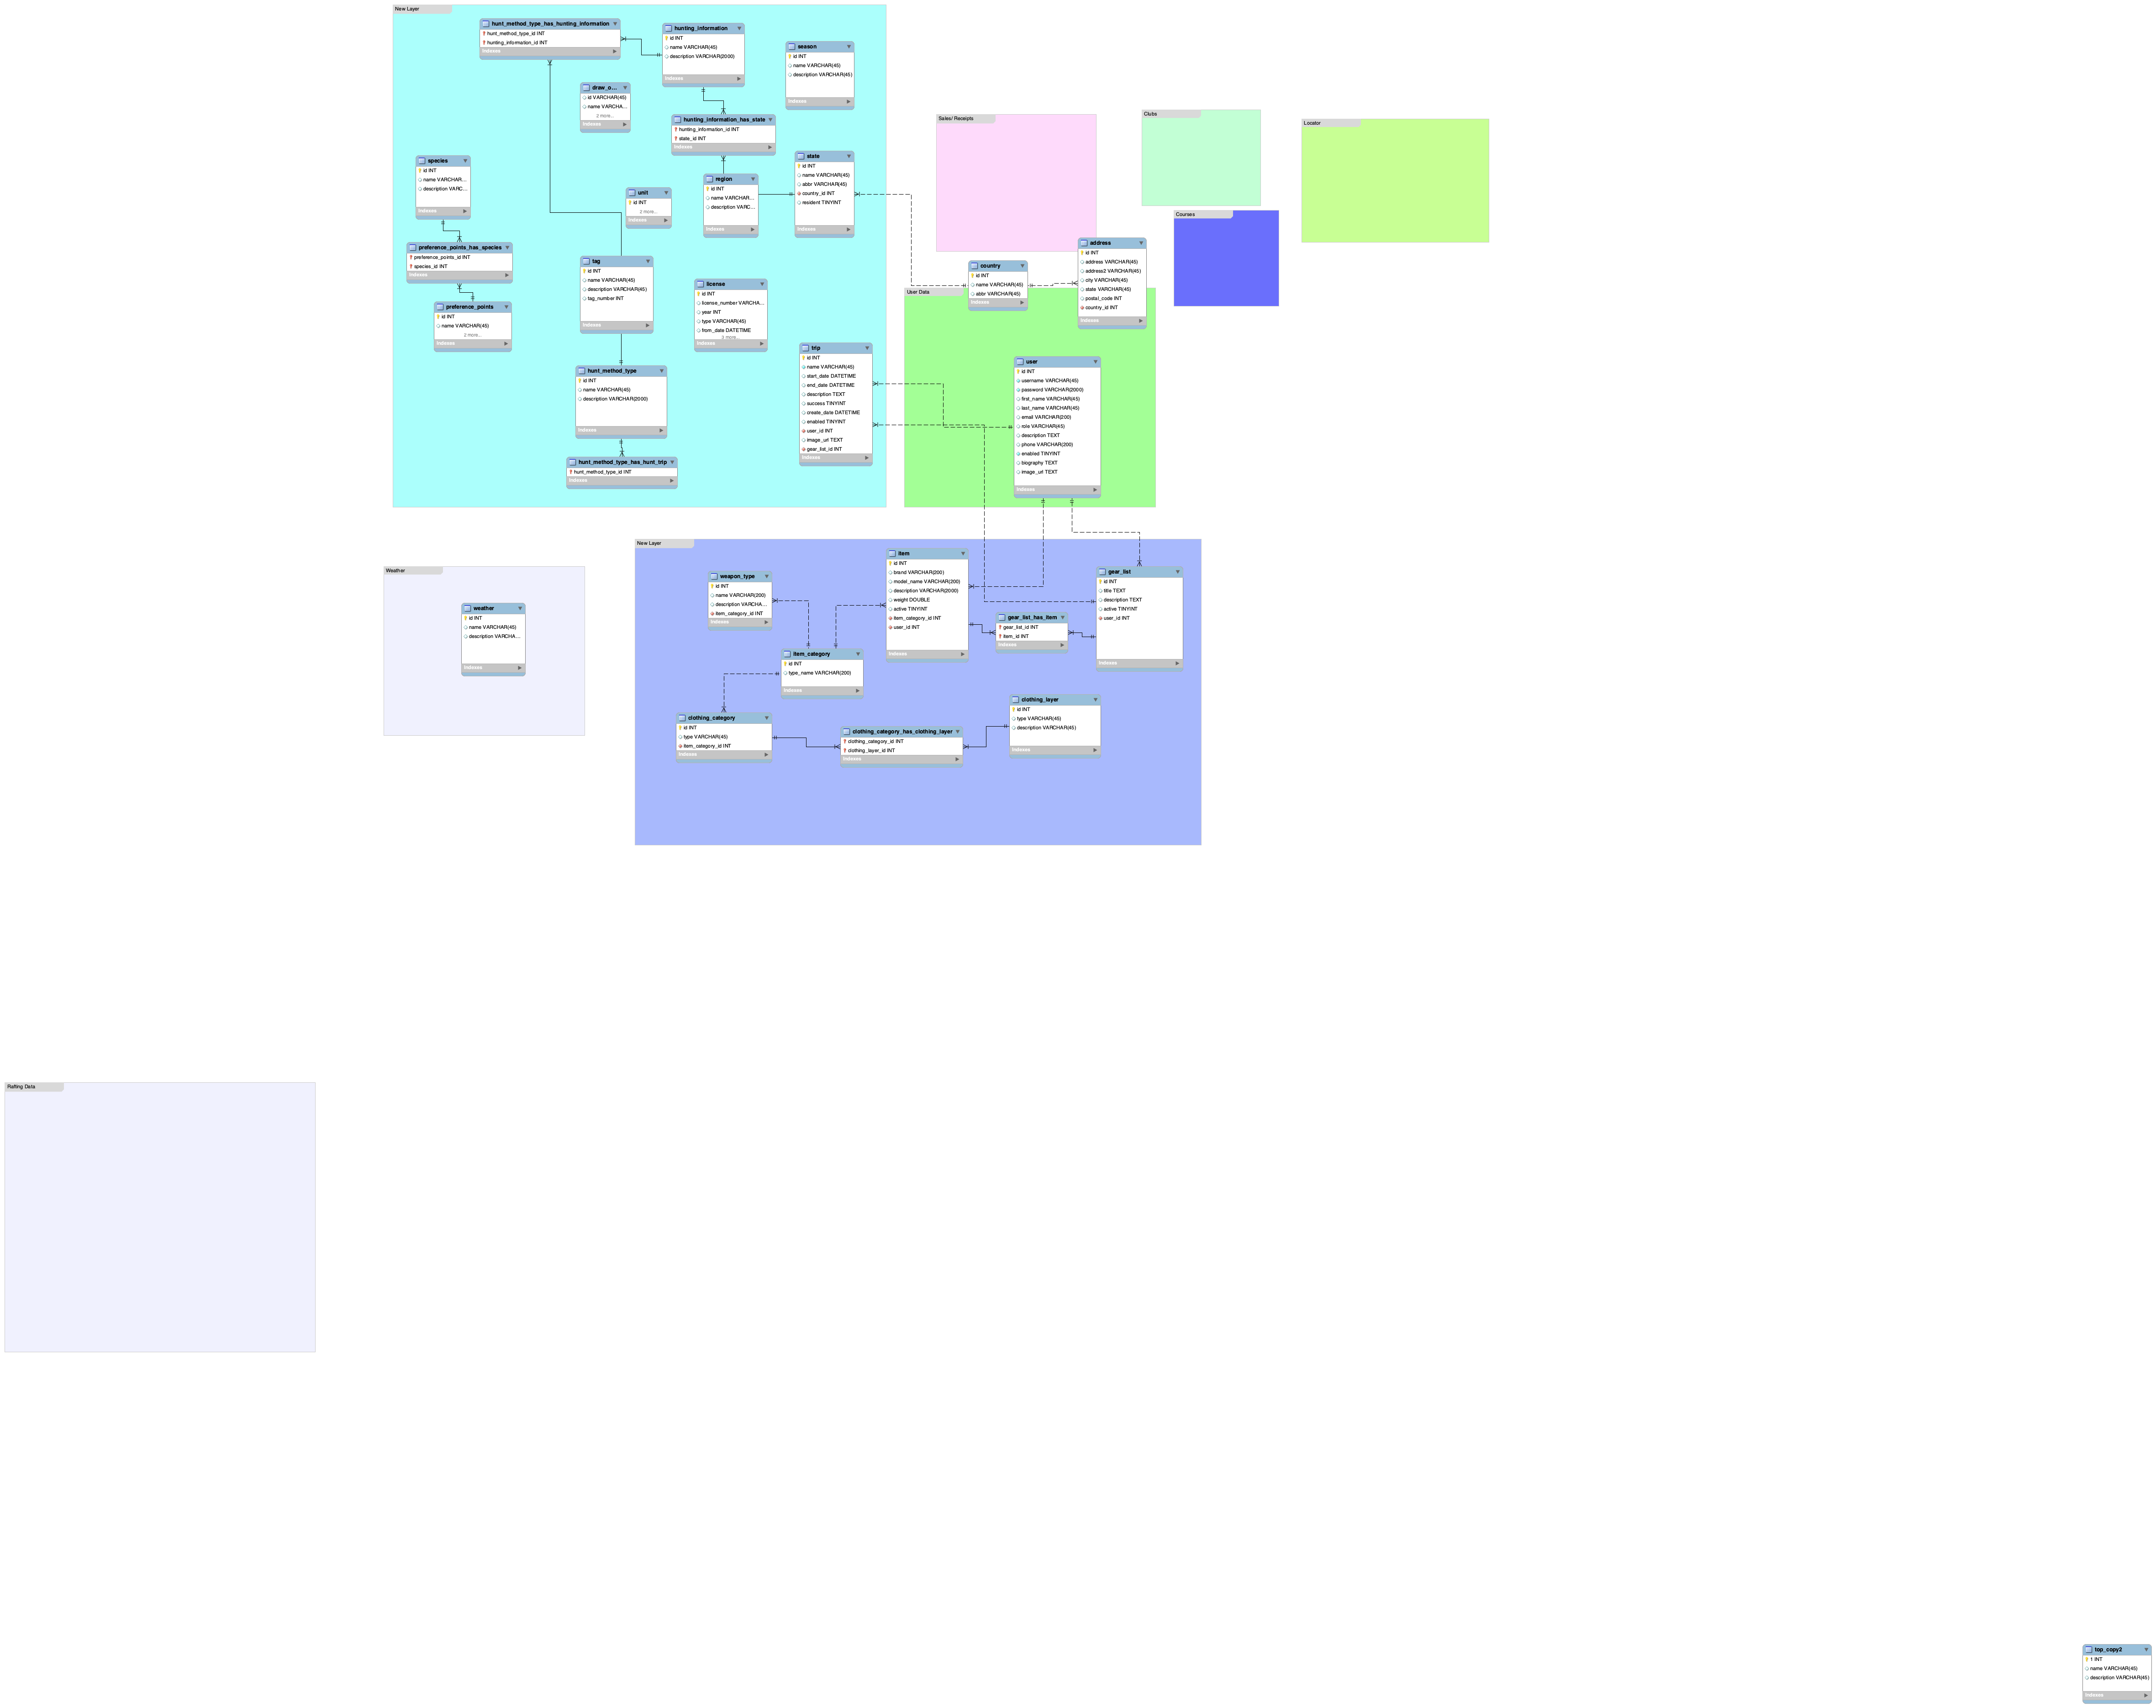 New Layer
hunt_method_type_has_hunting_information
hunt_method_type_id INT
hunting_information_id INT
Indexes
hunting_information
id INT
name VARCHAR(45)
description VARCHAR(2000)
Indexes
season
id INT
name VARCHAR(45)
description VARCHAR(45)
Indexes
draw_o...
id VARCHAR(45)
name VARCHA...
2 more...
Indexes
hunting_information_has_state
hunting_information_id INT
state_id INT
Indexes
species
id INT
name VARCHAR...
description VARC...
Indexes
unit
id INT
2 more...
Indexes
region
id INT
name VARCHAR...
description VARC...
Indexes
state
id INT
name VARCHAR(45)
abbr VARCHAR(45)
country_id INT
resident TINYINT
Indexes
preference_points_has_species
preference_points_id INT
species_id INT
Indexes
preference_points
id INT
name VARCHAR(45)
2 more...
Indexes
tag
id INT
name VARCHAR(45)
description VARCHAR(45)
tag_number INT
Indexes
license
id INT
license_number VARCHA...
year INT
type VARCHAR(45)
from_date DATETIME
Indexes
trip
id INT
name VARCHAR(45)
start_date DATETIME
end_date DATETIME
description TEXT
success TINYINT
create_date DATETIME
enabled TINYINT
user_id INT
image_url TEXT
gear_list_id INT
Indexes
hunt_method_type
id INT
name VARCHAR(45)
description VARCHAR(2000)
Indexes
hunt_method_type_has_hunt_trip
hunt_method_type_id INT
Indexes
Sales/ Receipts
Clubs
Locator
Courses
User Data
country
id INT
name VARCHAR(45)
abbr VARCHAR(45)
Indexes
address
id INT
address VARCHAR(45)
address2 VARCHAR(45)
city VARCHAR(45)
state VARCHAR(45)
postal_code INT
country_id INT
Indexes
user
id INT
username VARCHAR(45)
password VARCHAR(2000)
first_name VARCHAR(45)
last_name VARCHAR(45)
email VARCHAR(200)
role VARCHAR(45)
description TEXT
phone VARCHAR(200)
enabled TINYINT
biography TEXT
image_url TEXT
Indexes
Weather
weather
id INT
name VARCHAR(45)
description VARCHA...
Indexes
New Layer
weapon_type
id INT
name VARCHAR(200)
description VARCHA...
item_category_id INT
Indexes
item
id INT
brand VARCHAR(200)
model_name VARCHAR(200)
description VARCHAR(2000)
weight DOUBLE
active TINYINT
item_category_id INT
user_id INT
Indexes
gear_list
id INT
title TEXT
description TEXT
active TINYINT
user_id INT
Indexes
gear_list_has_item
gear_list_id INT
item_id INT
Indexes
item_category
id INT
type_name VARCHAR(200)
Indexes
clothing_category
id INT
type VARCHAR(45)
item_category_id INT
Indexes
clothing_category_has_clothing_layer
clothing_category_id INT
clothing_layer_id INT
Indexes
clothing_layer
id INT
type VARCHAR(45)
description VARCHAR(45)
Indexes
Rafting Data
top_copy2
1 INT
name VARCHAR(45)
description VARCHAR(45)
Indexes